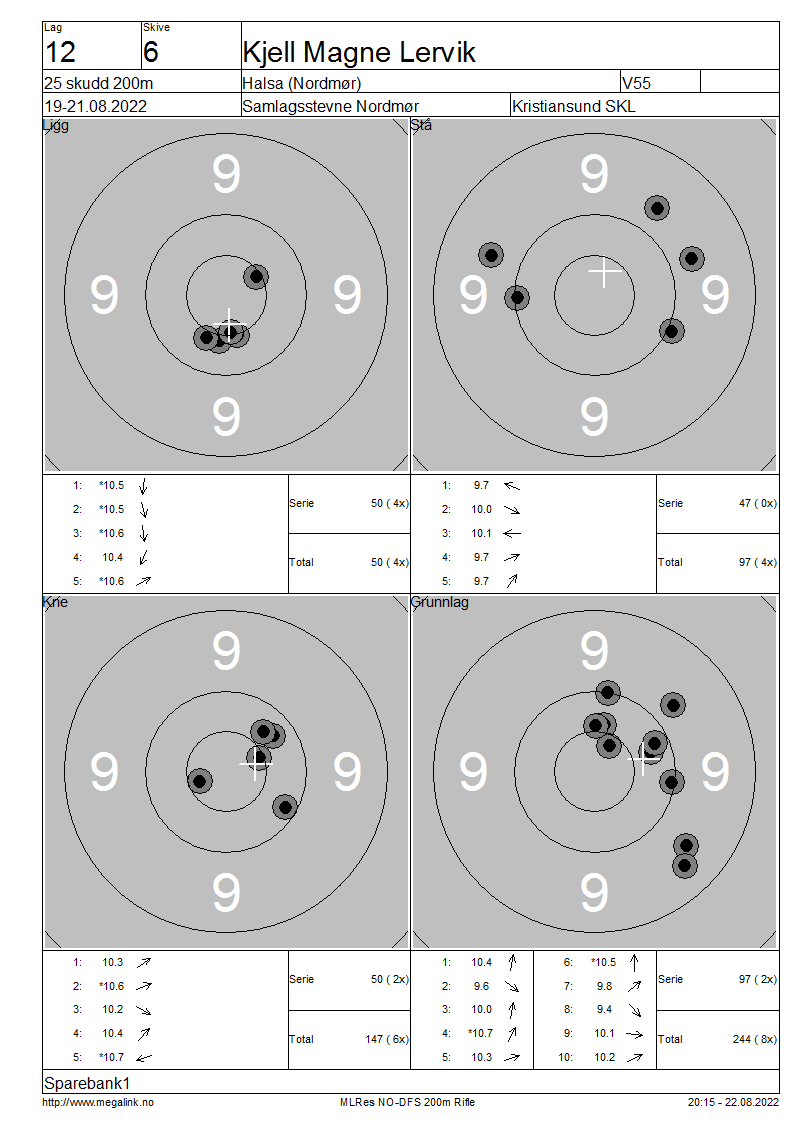 Lag
Skive
12
6
Kjell Magne Lervik
25 skudd 200m
Halsa (Nordmør)
V55
19-21.08.2022
Samlagsstevne Nordmør
Kristiansund SKL
Ligg
9
9
9
9
1: *10.5
2: *10.5
3: *10.6
4: 10.4
5: *10.6
Serie 50 ( 4x)
Total 50 ( 4x)
Stå
9
9
9
9
1: 9.7
2: 10.0
3: 10.1
4: 9.7
5: 9.7
Serie 47 ( 0x)
Total 97 ( 4x)
Kne
9
9
9
9
1: 10.3
2: *10.6
3: 10.2
4: 10.4
5: *10.7
Serie 50 ( 2x)
Total 147 ( 6x)
Grunnlag
9
9
9
9
1: 10.4
2: 9.6
3: 10.0
4: *10.7
5: 10.3
6: *10.5
7: 9.8
8: 9.4
9: 10.1
10: 10.2
Serie 97 ( 2x)
Total 244 ( 8x)
Sparebank1
http://www.megalink.no
MLRes NO-DFS 200m Rifle
20:15 - 22.08.2022